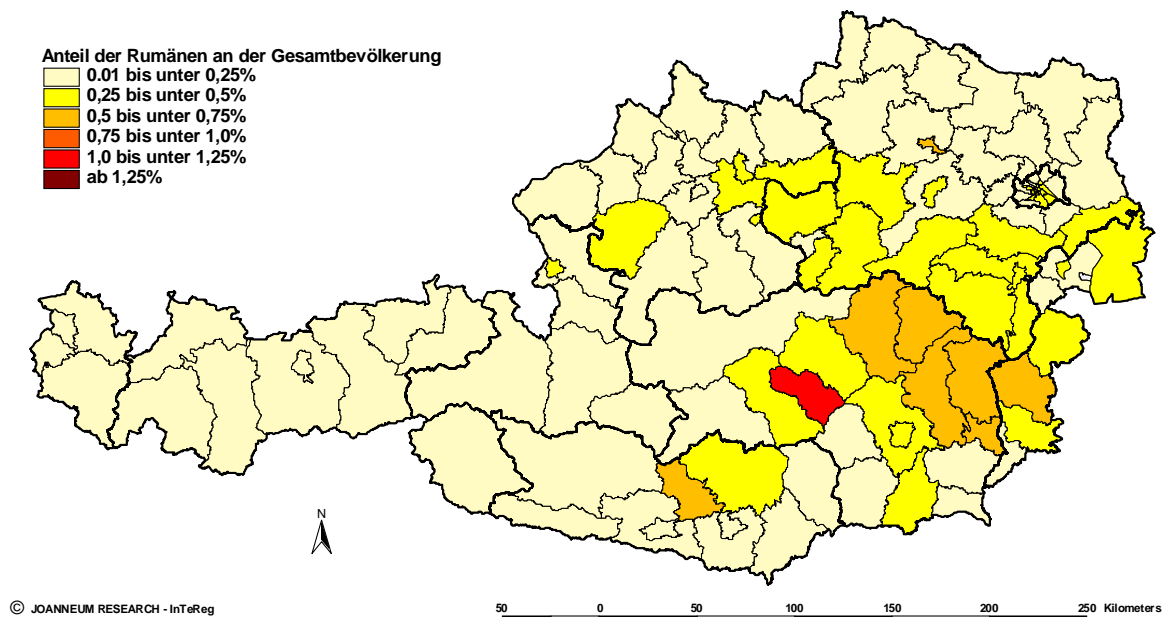 Anteil der Rumänen an der Gesamtbevölkerung
0.01 bis unter 0,25%
0,25 bis unter 0,5%
0,5 bis unter 0,75%
0,75 bis unter 1.0%
1,0 bis unter 1,25%
ab 1,25%
N
© JOANNEUM RESEARCH - InTeReg
50 0 50 100 150 200 250 Kilometers